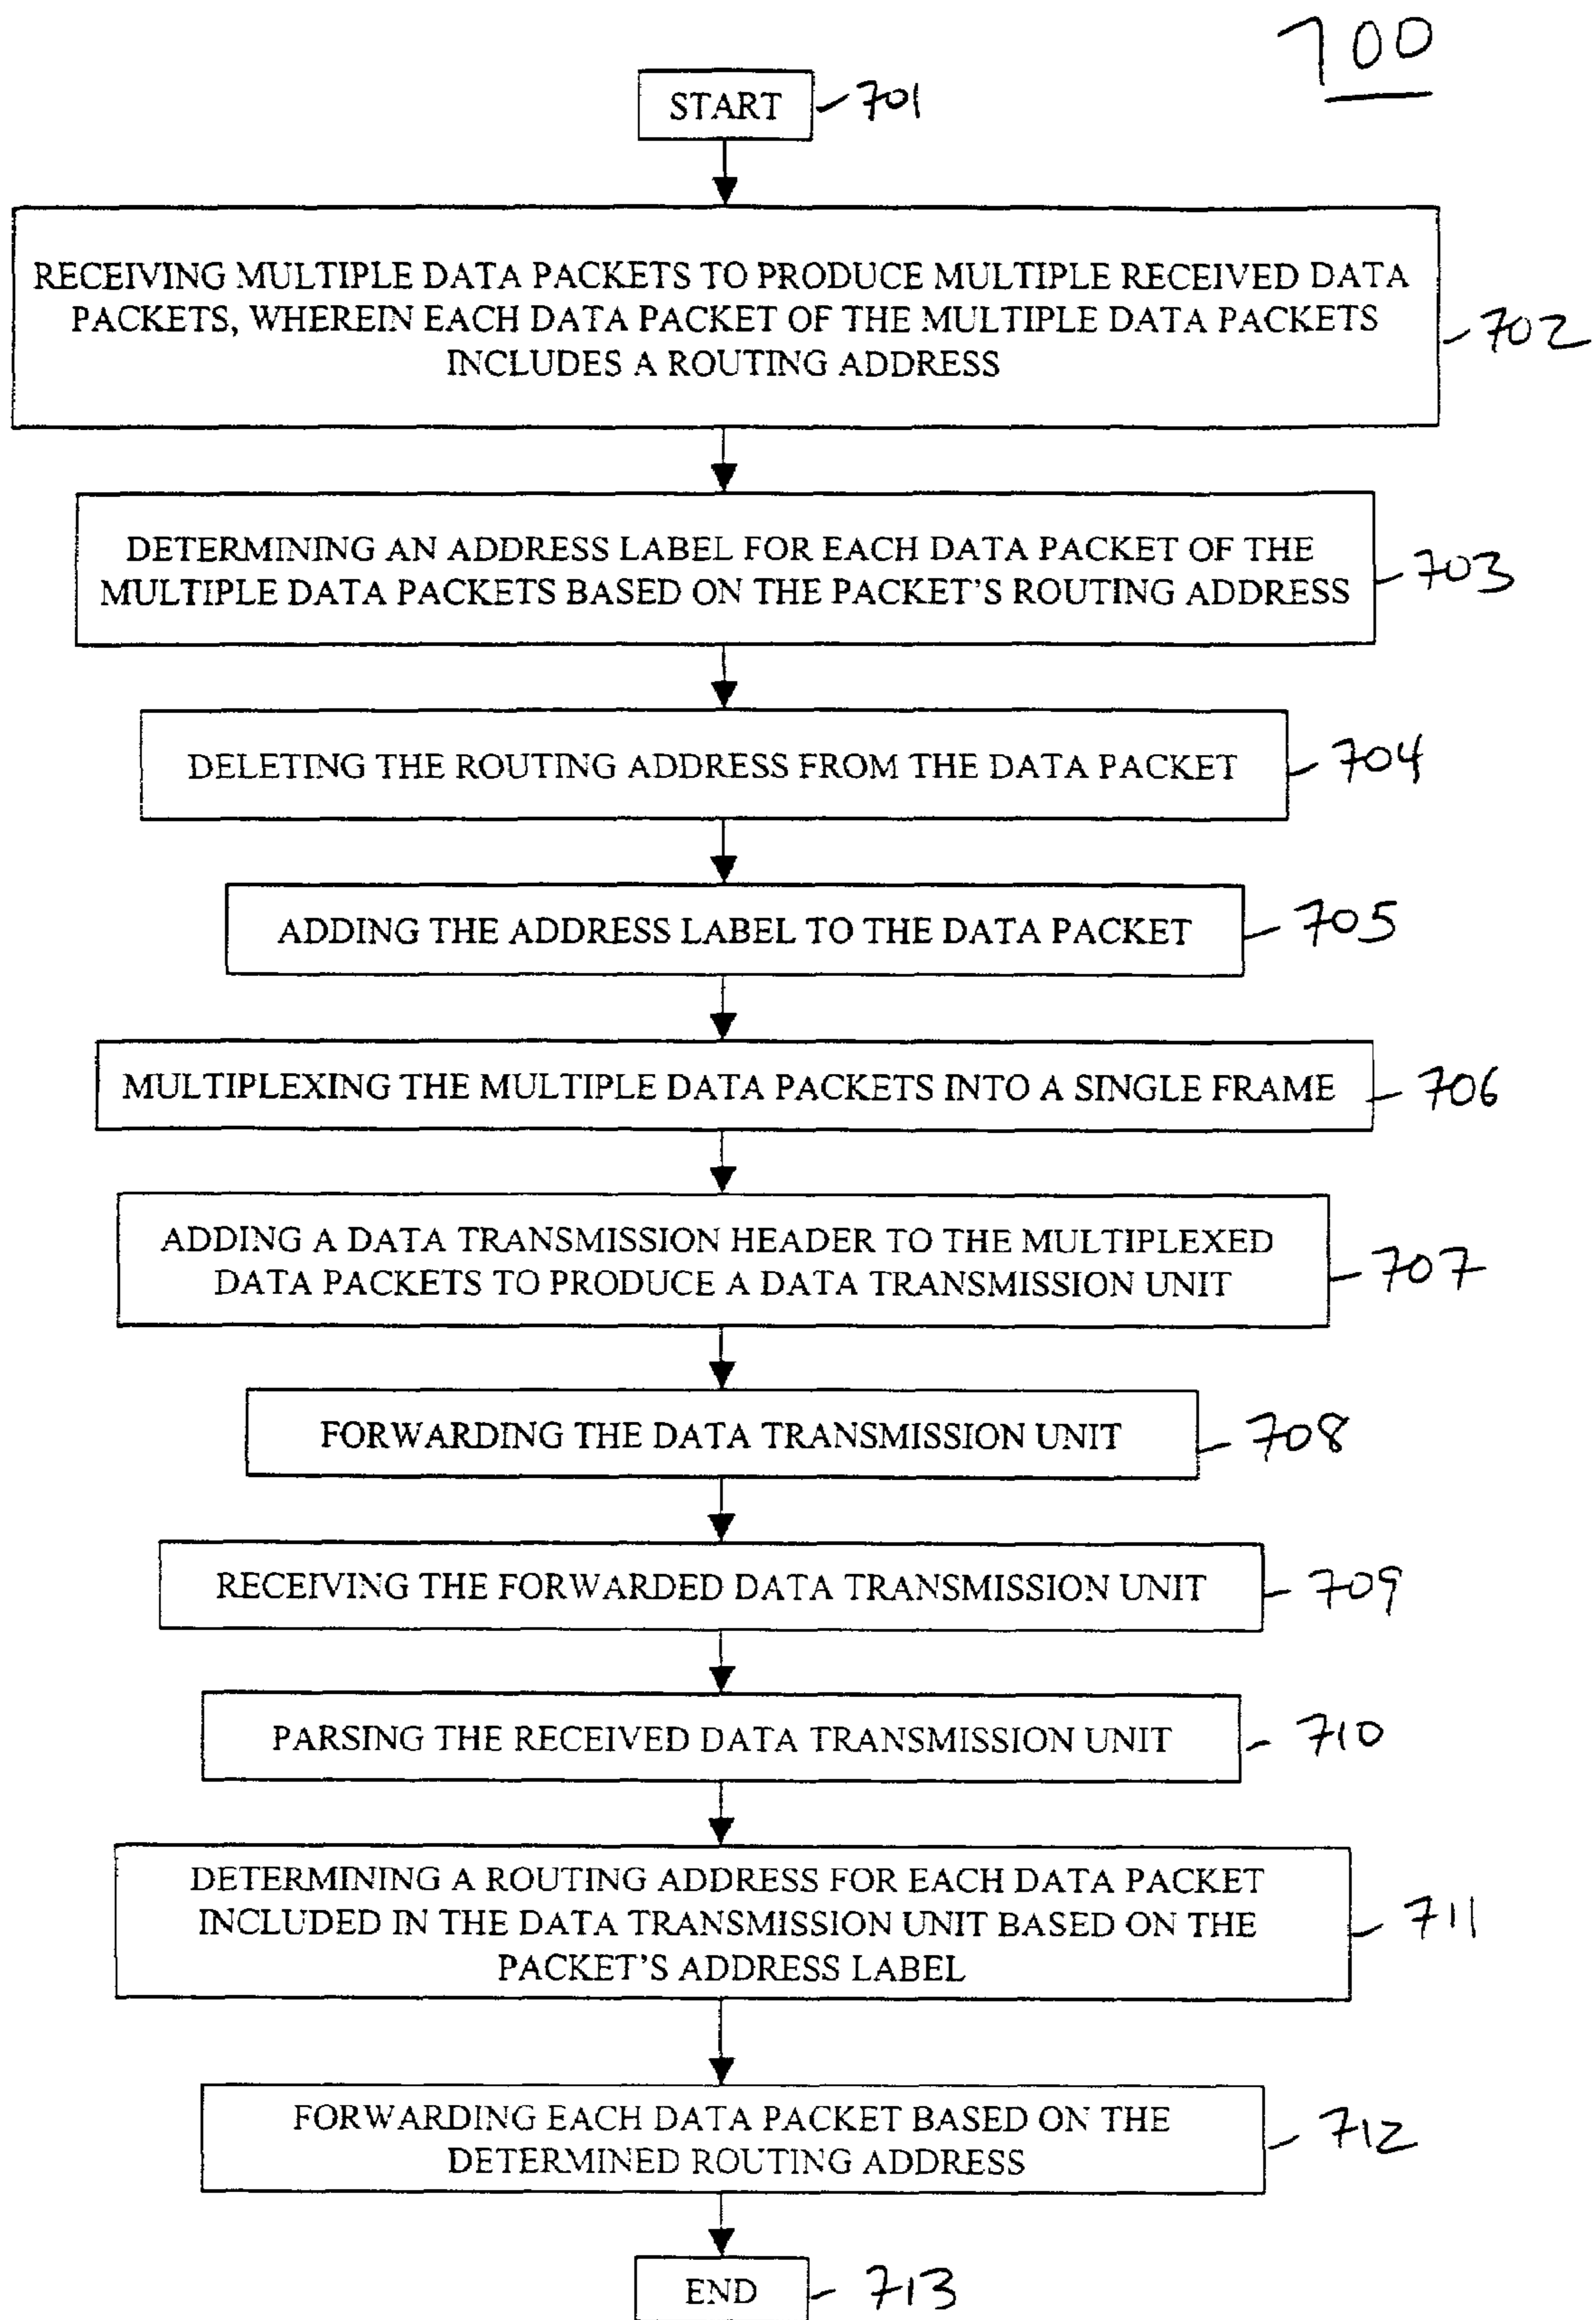 700
START 701
RECEIVING MULTIPLE DATA PACKETS TO PRODUCE MULTIPLE RECEIVED DATA
PACKETS, WHEREIN EACH DATA PACKET OF THE MULTIPLE DATA PACKETS
INCLUDES A ROUTING ADDRESS
702
DETERMINING AN ADDRESS LABEL FOR EACH DATA PACKET OF THE
MULTIPLE DATA PACKETS BASED ON THE PACKET'S ROUTING ADDRESS
703
DELETING THE ROUTING ADDRESS FROM THE DATA PACKET 704
ADDING THE ADDRESS LABEL TO THE DATA PACKET 705
MULTIPLEXING THE MULTIPLE DATA PACKETS INTO A SINGLE FRAME 706
ADDING A DATA TRANSMISSION HEADER TO THE MULTIPLEXED
DATA PACKETS TO PRODUCE A DATA TRANSMISSION UNIT
707
FORWARDING THE DATA TRANSMISSION UNIT 708
RECEIVING THE FORWARDED DATA TRANSMISSION UNIT 709
PARSING THE RECEIVED DATA TRANSMISSION UNIT 710
DETERMINING A ROUTING ADDRESS FOR EACH DATA PACKET
INCLUDED IN THE DATA TRANSMISSION UNIT BASED ON THE
PACKET'S ADDRESS LABEL
711
FORWARDING EACH DATA PACKET BASED ON THE
DETERMINED ROUTING ADDRESS
712
END 713